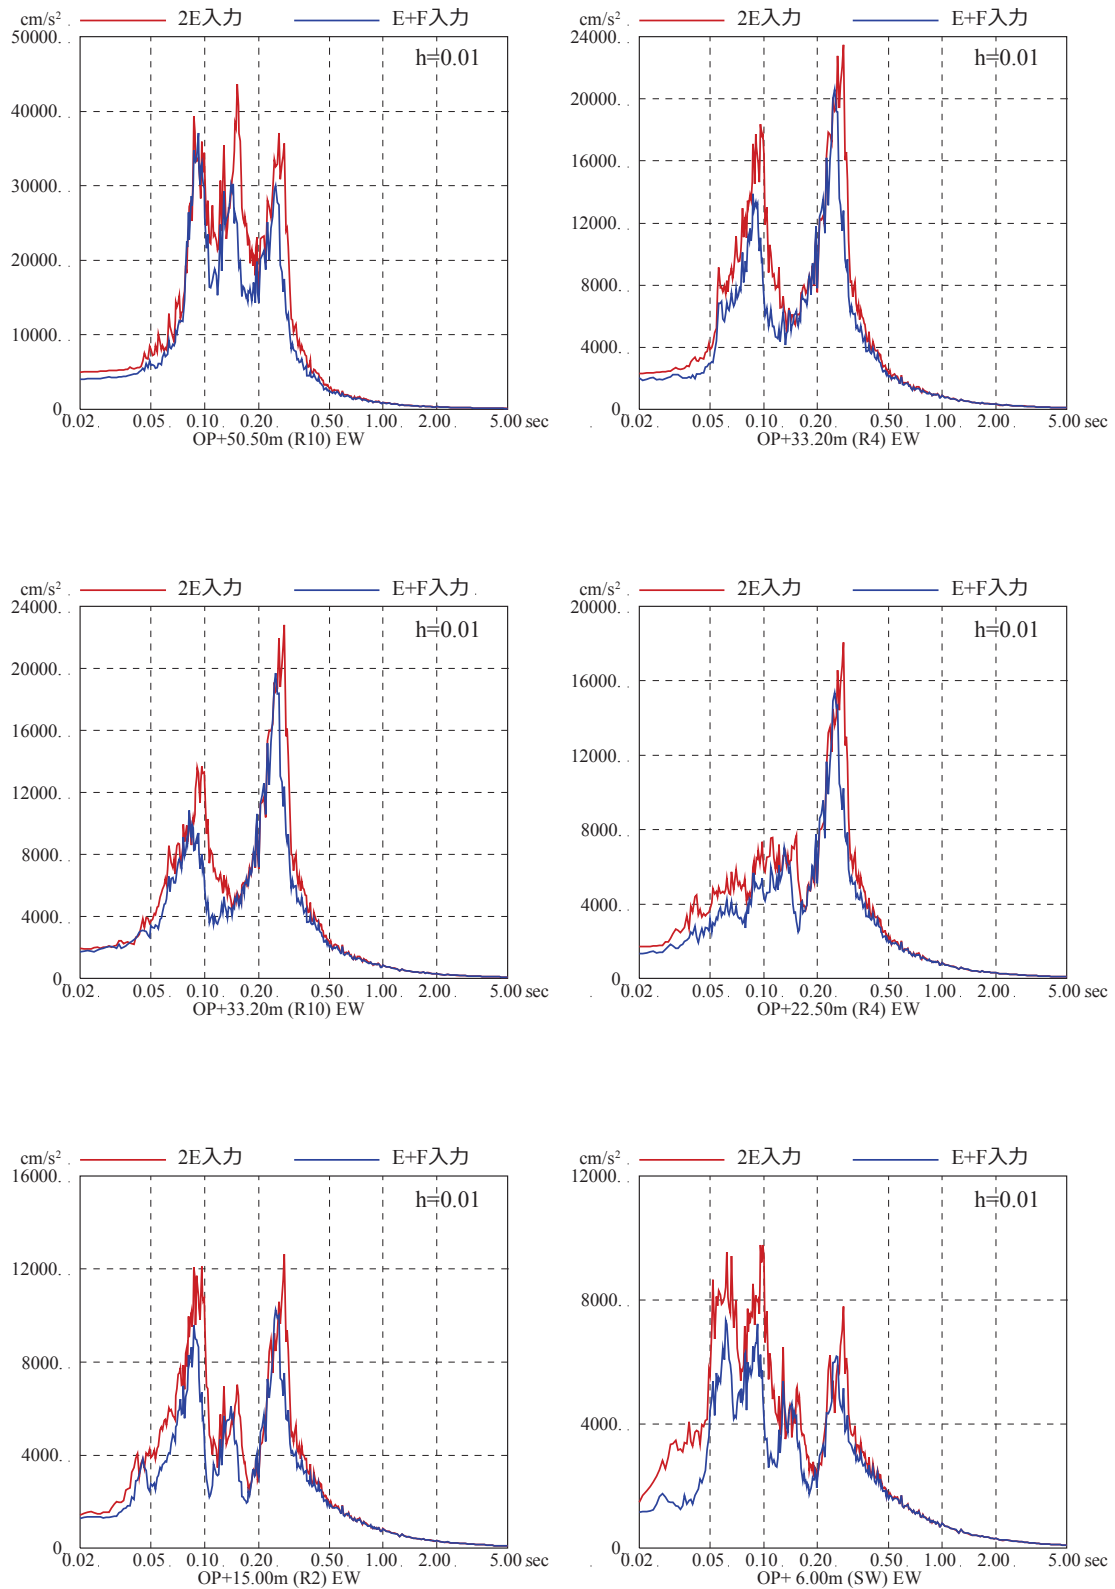 cm/s² 2E入力 E+F入力
h=0.01
50000.
40000.
30000.
20000.
10000.
0.
0.02 0.05 0.10 0.20 0.50 1.00 2.00 5.00 sec
OP+50.50m (R10) EW
cm/s² 2E入力 E+F入力
h=0.01
24000.
20000.
16000.
12000.
8000.
4000.
0.
0.02 0.05 0.10 0.20 0.50 1.00 2.00 5.00 sec
OP+33.20m (R4) EW
cm/s² 2E入力 E+F入力
h=0.01
24000.
20000.
16000.
12000.
8000.
4000.
0.
0.02 0.05 0.10 0.20 0.50 1.00 2.00 5.00 sec
OP+33.20m (R10) EW
cm/s² 2E入力 E+F入力
h=0.01
20000.
16000.
12000.
8000.
4000.
0.
0.02 0.05 0.10 0.20 0.50 1.00 2.00 5.00 sec
OP+22.50m (R4) EW
cm/s² 2E入力 E+F入力
h=0.01
16000.
12000.
8000.
4000.
0.
0.02 0.05 0.10 0.20 0.50 1.00 2.00 5.00 sec
OP+15.00m (R2) EW
cm/s² 2E入力 E+F入力
h=0.01
12000.
8000.
4000.
0.
0.02 0.05 0.10 0.20 0.50 1.00 2.00 5.00 sec
OP+ 6.00m (SW) EW